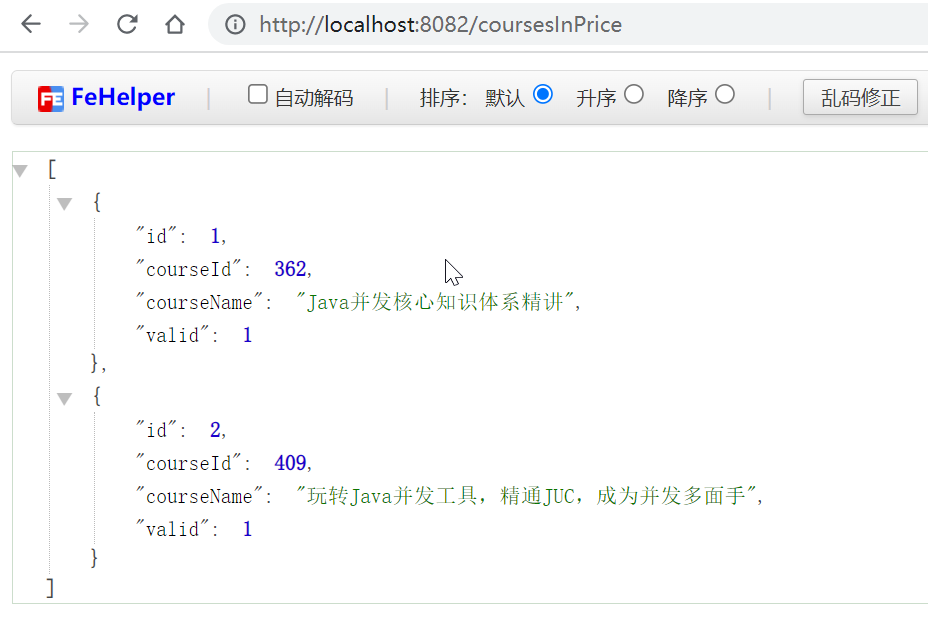 http://localhost:8082/coursesInPrice
FE FeHelper | 自动解码 | 排序: 默认 升序 降序 | 乱码修正
[
{
"id": 1,
"courseId": 362,
"courseName": "Java并发核心知识体系精讲",
"valid": 1
},
{
"id": 2,
"courseId": 409,
"courseName": "玩转Java并发工具，精通JUC，成为并发多面手",
"valid": 1
}
]